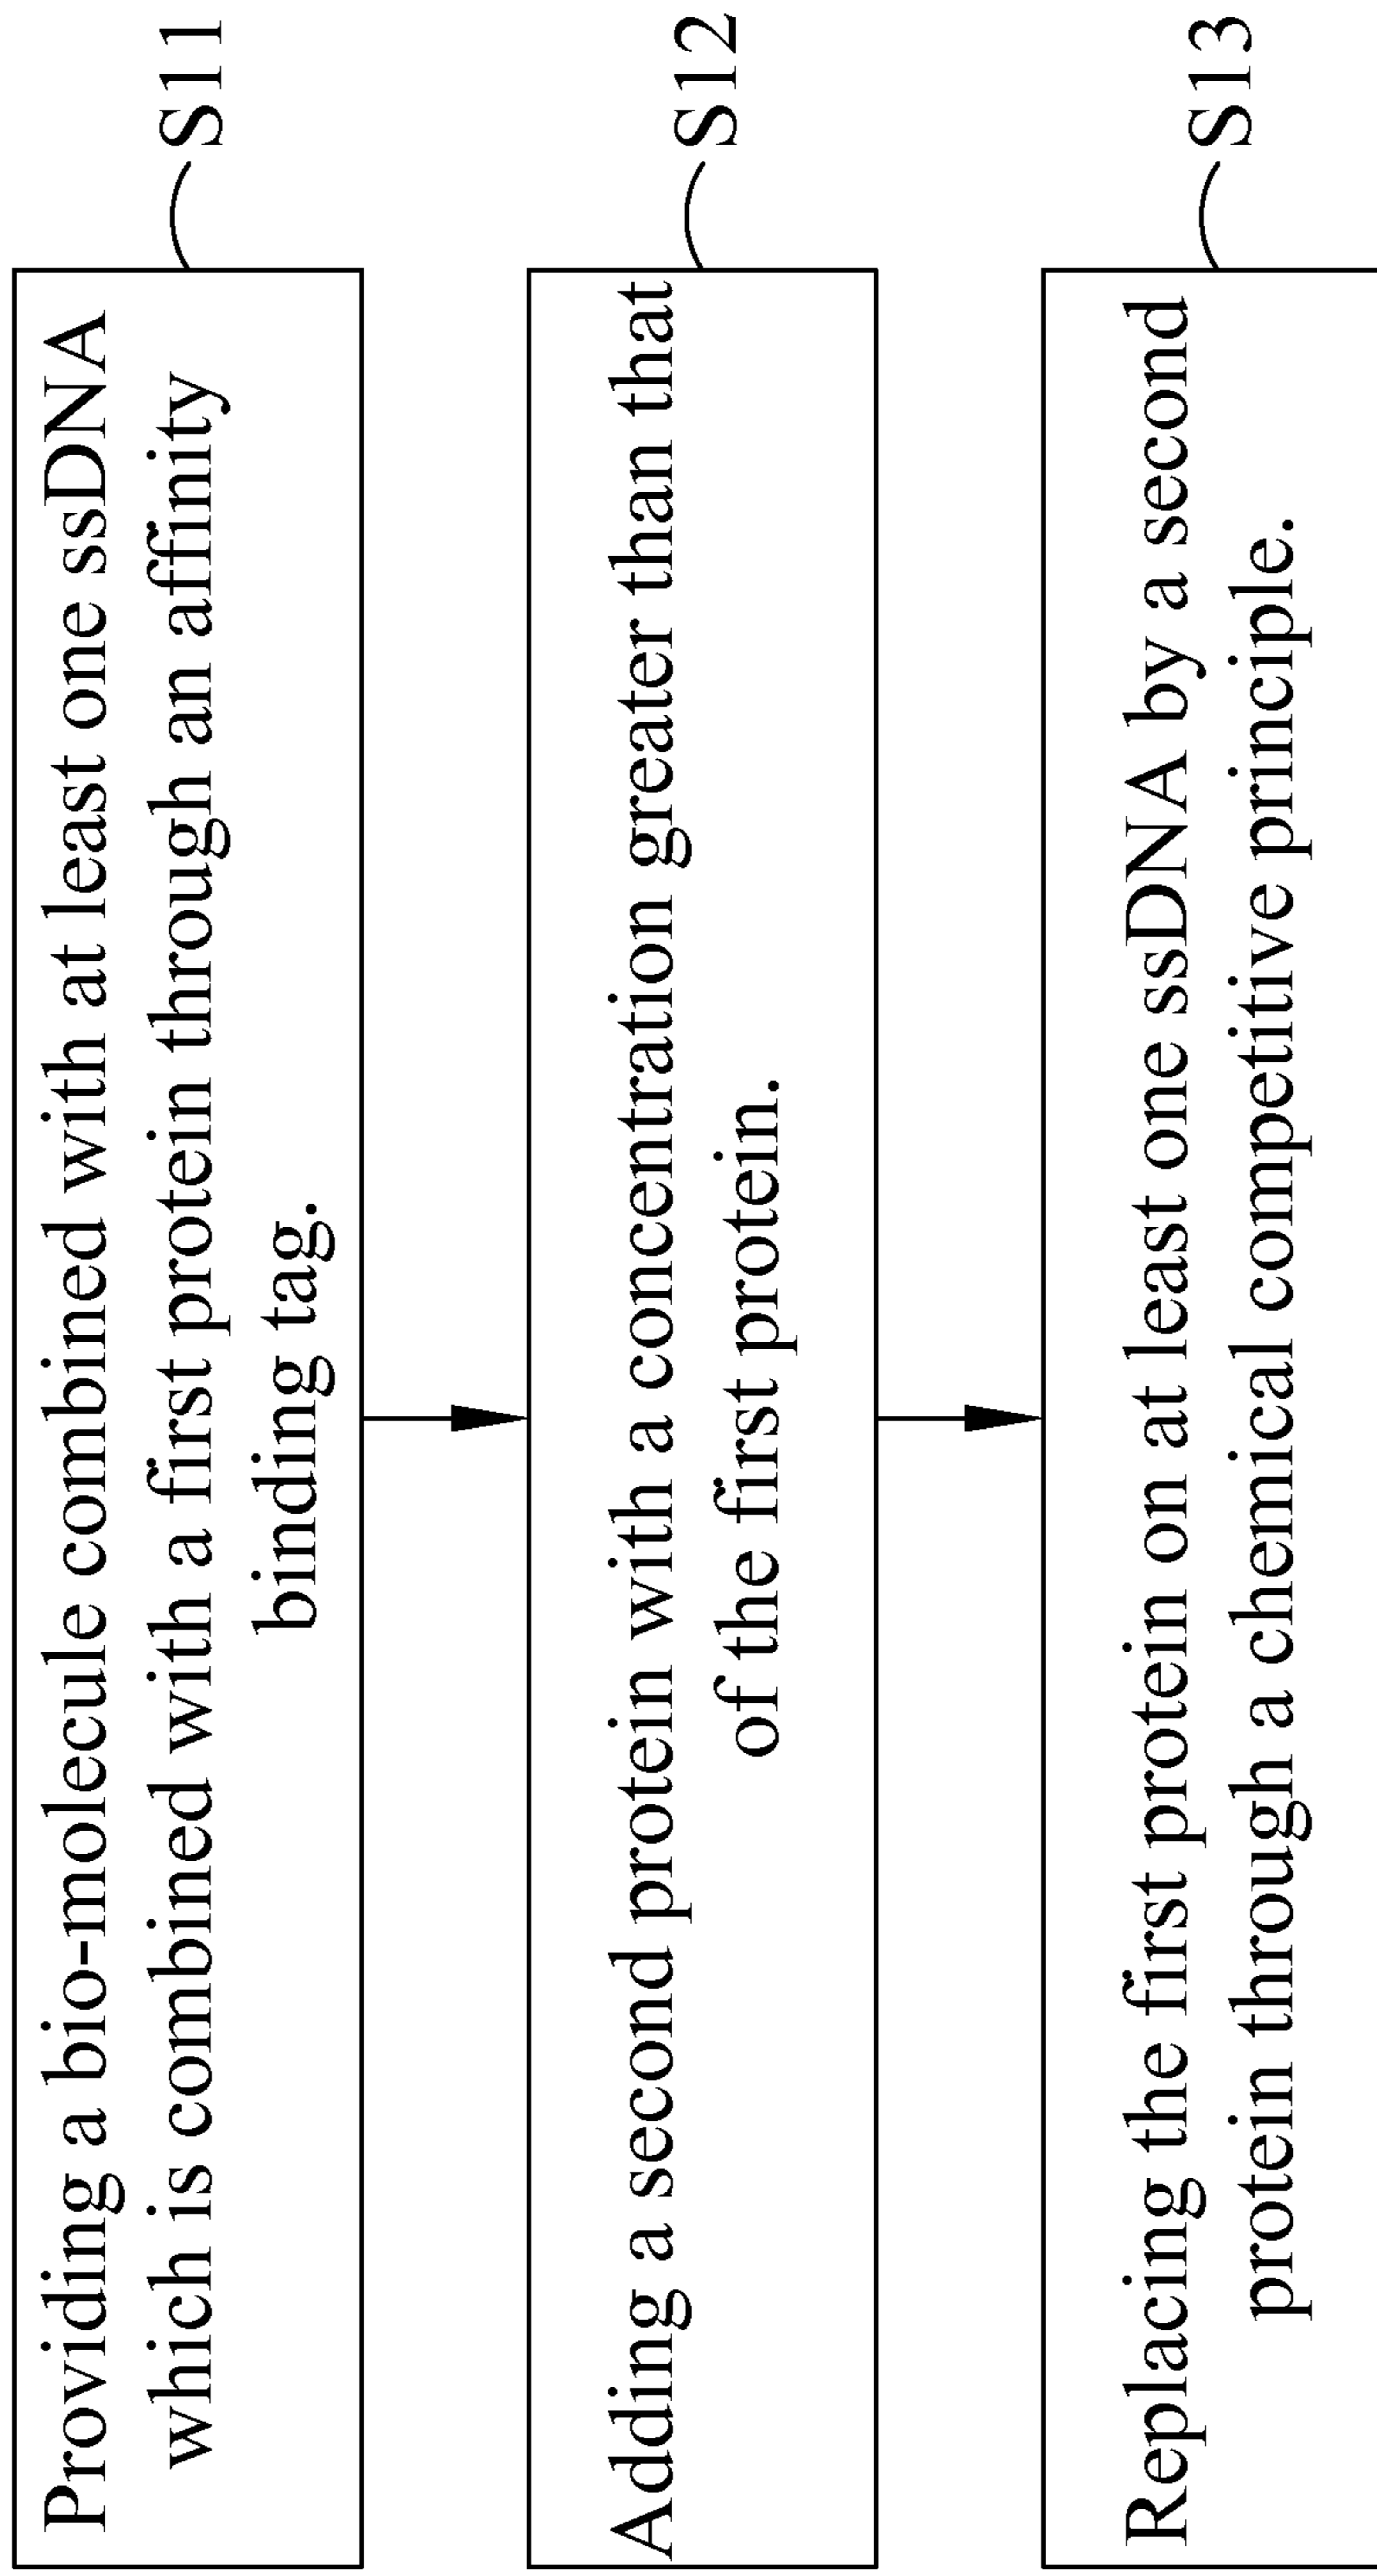 Providing a bio-molecule combined with at least one ssDNA
which is combined with a first protein through an affinity
binding tag.
S11
Adding a second protein with a concentration greater than that
of the first protein.
S12
Replacing the first protein on at least one ssDNA by a second
protein through a chemical competitive principle.
S13